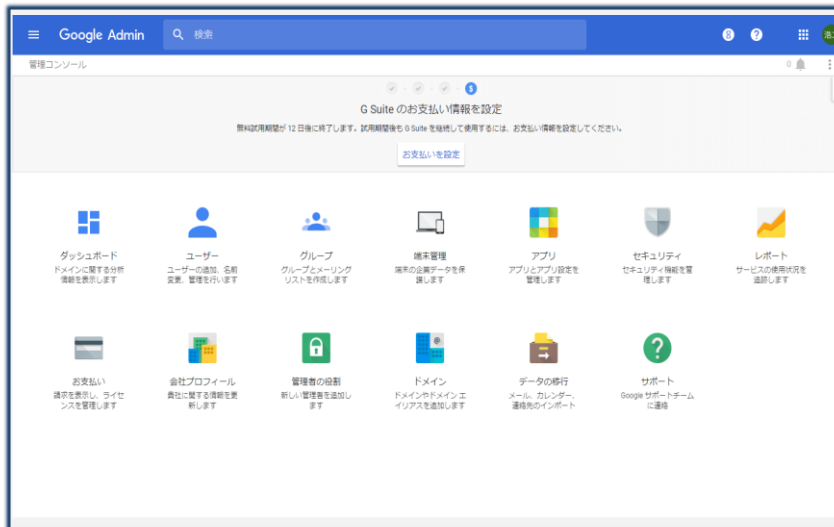 Google Admin
検索
8
?
管理コンソール
0
$
G Suite のお支払い情報を設定
無料試用期間が 12 日後に終了します。試用期間後も G Suite を継続して使用するには、お支払い情報を設定してください。
お支払いを設定
ダッシュボード
ドメインに関する分析
情報を表示します
ユーザー
ユーザーの追加、名前
変更、管理を行います
グループ
グループとメーリング
リストを作成します
端末管理
端末の企業データを保
護します
アプリ
アプリとアプリ設定を
管理します
セキュリティ
セキュリティ機能を管
理します
レポート
サービスの使用状況を
追跡します
お支払い
請求を表示し、ライセ
ンスを管理します
会社プロフィール
貴社に関する情報を更
新します
管理者の役割
新しい管理者を追加し
ます
ドメイン
ドメインやドメイン エ
イリアスを追加します
データの移行
メール、カレンダー、
連絡先のインポート
?
サポート
Google サポートチーム
に連絡